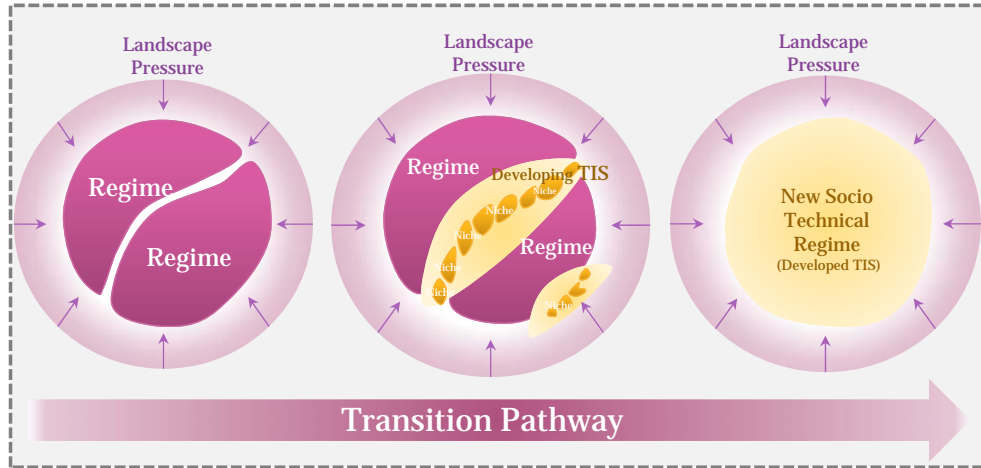 Landscape
Pressure
Regime
Regime
Landscape
Pressure
Regime
Developing TIS
Niche
Niche
Niche
Niche
Niche
Niche
Regime
Niche
Landscape
Pressure
New Socio
Technical
Regime
(Developed TIS)
Transition Pathway